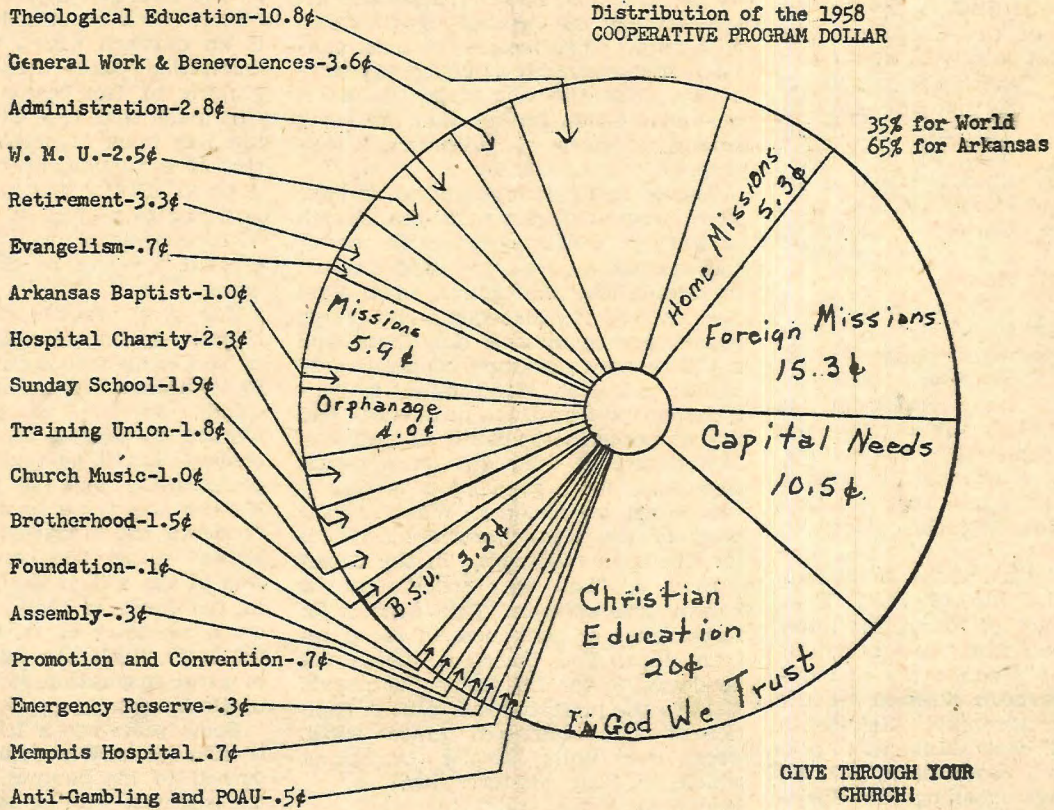 Distribution of the 1958
COOPERATIVE PROGRAM DOLLAR
35% for World
65% for Arkansas
Theological Education-10.8¢
General Work & Benevolences-3.6¢
Administration-2.8¢
W. M. U.-2.5¢
Retirement-3.3¢
Evangelism-.7¢
Arkansas Baptist-1.0¢
Hospital Charity-2.3¢
Sunday School-1.9¢
Training Union-1.8¢
Church Music-1.0¢
Brotherhood-1.5¢
Foundation-.1¢
Assembly-.3¢
Promotion and Convention-.7¢
Emergency Reserve-.3¢
Memphis Hospital-.7¢
Anti-Gambling and POAU-.5¢
Home Missions
5.3¢
Foreign Missions
15.3¢
Capital Needs
10.5¢
Christian
Education
20¢
In God We Trust
B.S.U. 3.2¢
Orphanage
4.0¢
Missions
5.9¢
GIVE THROUGH YOUR
CHURCH!